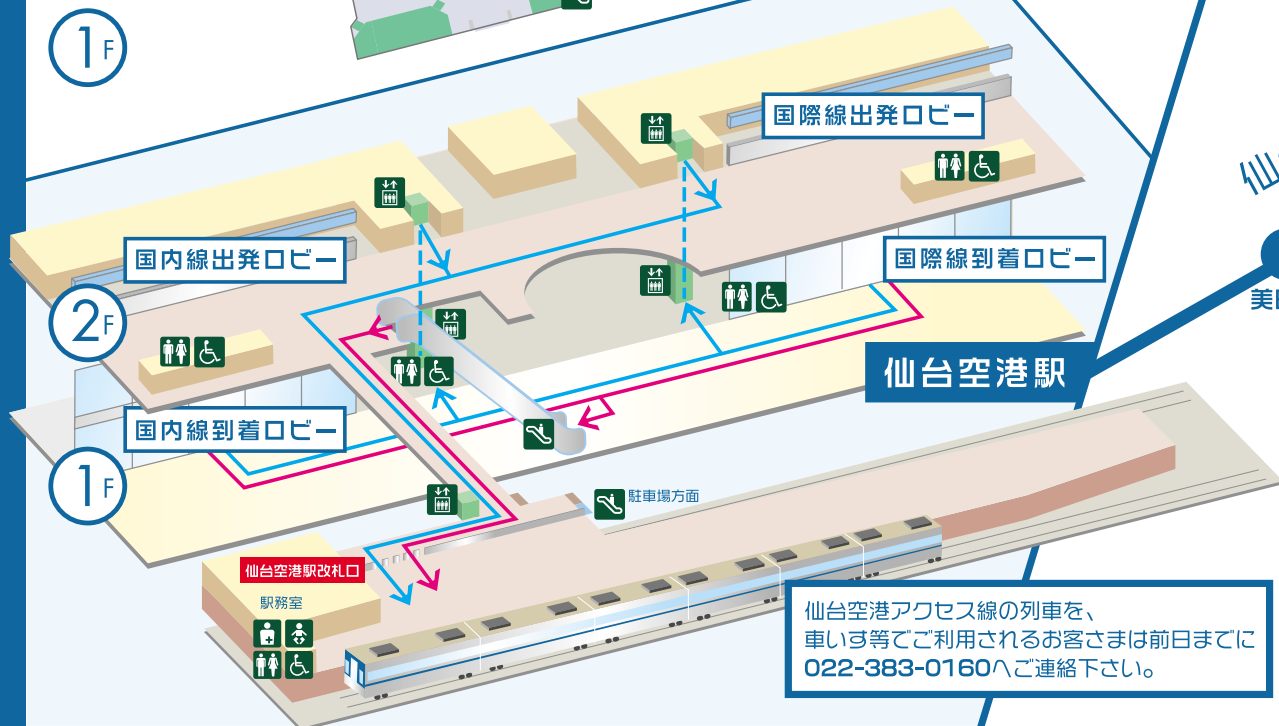 1F
国際線出発ロビー
仙
国内線出発ロビー
国際線到着ロビー
2F
仙台空港駅
国内線到着ロビー
1F
駐車場方面
仙台空港駅改札口
駅務室
仙台空港アクセス線の列車を、
車いす等でご利用されるお客さまは前日までに
022-383-0160へご連絡下さい。